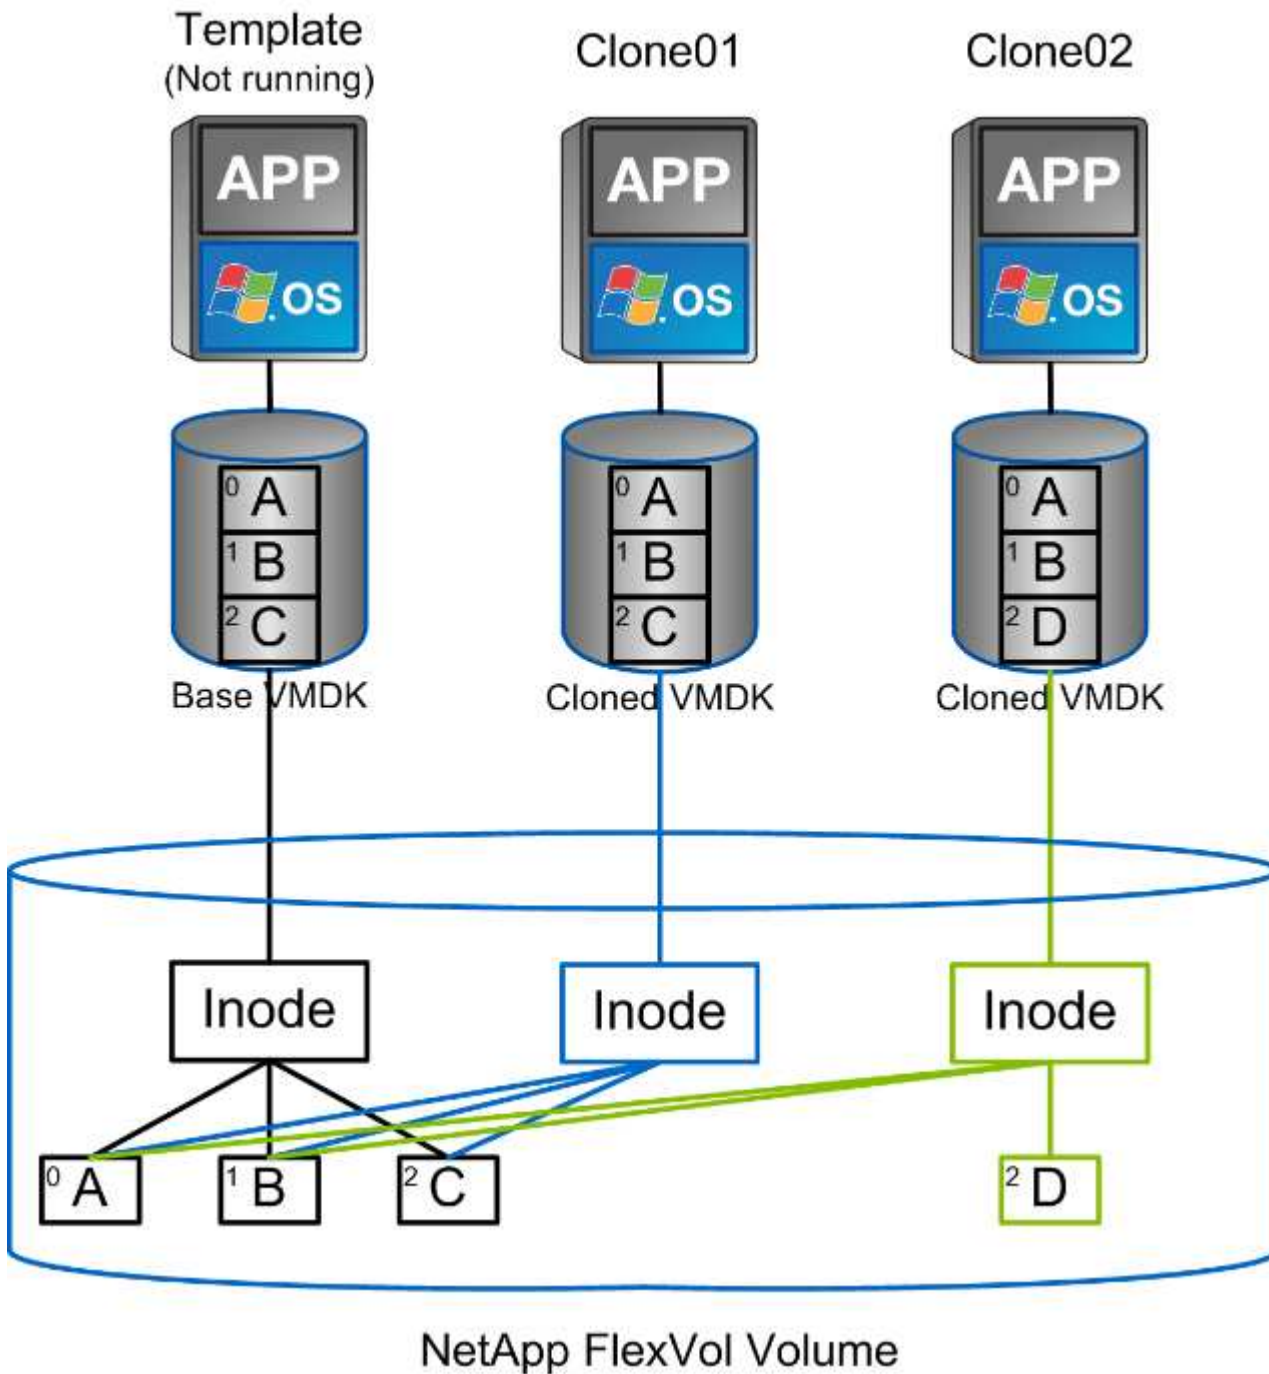 Template
(Not running)
Clone01
Clone02
APP
APP
APP
OS
OS
OS
0 A
1 B
2 C
0 A
1 B
2 C
0 A
1 B
2 D
Base VMDK
Cloned VMDK
Cloned VMDK
Inode
Inode
Inode
0 A
1 B
2 C
2 D
NetApp FlexVol Volume